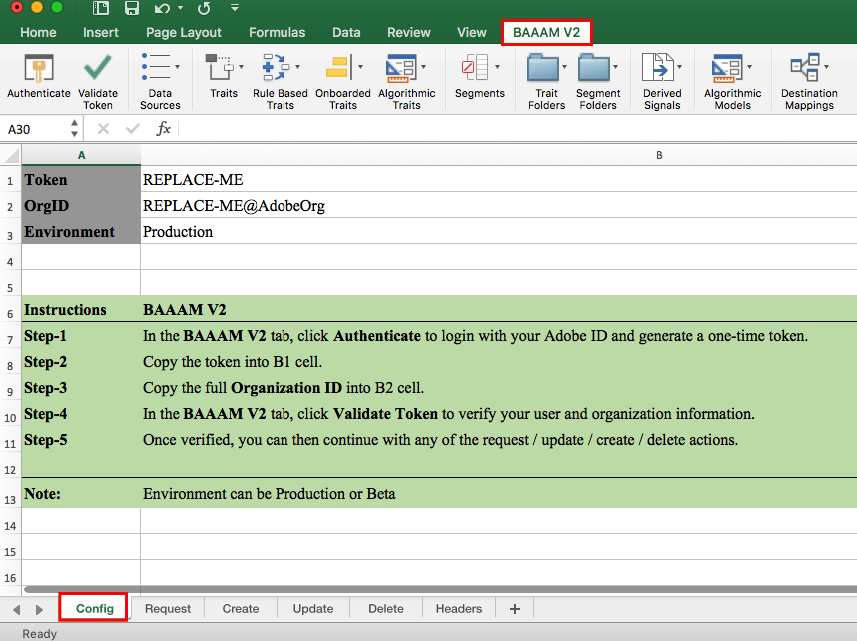 Home Insert Page Layout Formulas Data Review View BAAAM V2
Authenticate Validate Token Data Sources Traits Rule Based Traits Onboarded Traits Algorithmic Traits Segments Trait Folders Segment Folders Derived Signals Algorithmic Models Destination Mappings
A30 fx
A B
1 Token REPLACE-ME
2 OrgID REPLACE-ME@AdobeOrg
3 Environment Production
4
5
6 Instructions BAAAM V2
7 Step-1 In the BAAAM V2 tab, click Authenticate to login with your Adobe ID and generate a one-time token.
8 Step-2 Copy the token into B1 cell.
9 Step-3 Copy the full Organization ID into B2 cell.
10 Step-4 In the BAAAM V2 tab, click Validate Token to verify your user and organization information.
11 Step-5 Once verified, you can then continue with any of the request / update / create / delete actions.
12
13 Note: Environment can be Production or Beta
14
15
16
Config Request Create Update Delete Headers +
Ready